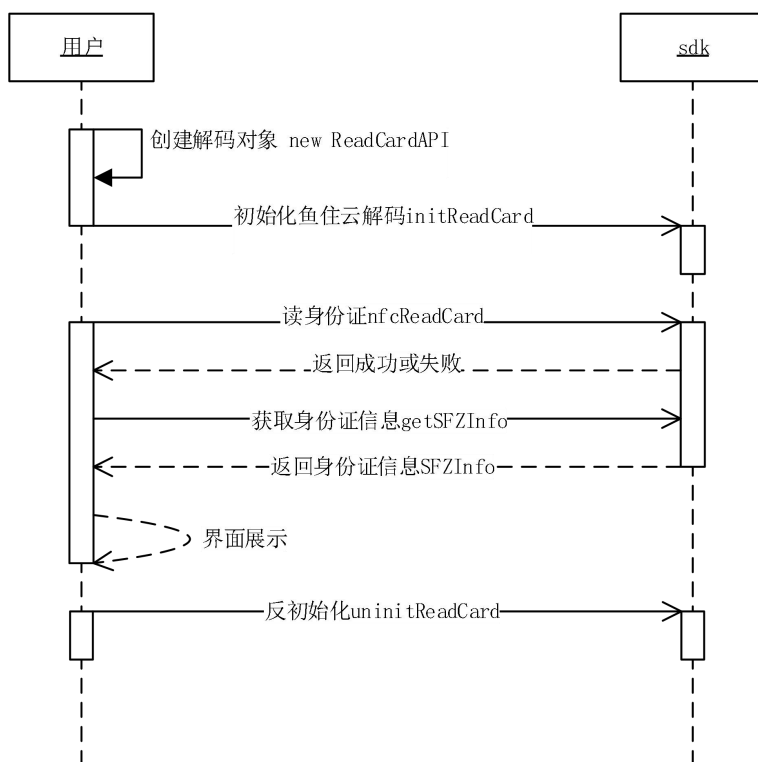 用户
sdk
创建解码对象 new ReadCardAPI
初始化鱼住云解码initReadCard
读身份证nfcReadCard
返回成功或失败
获取身份证信息getSFZInfo
返回身份证信息SFZInfo
界面展示
反初始化uninitReadCard